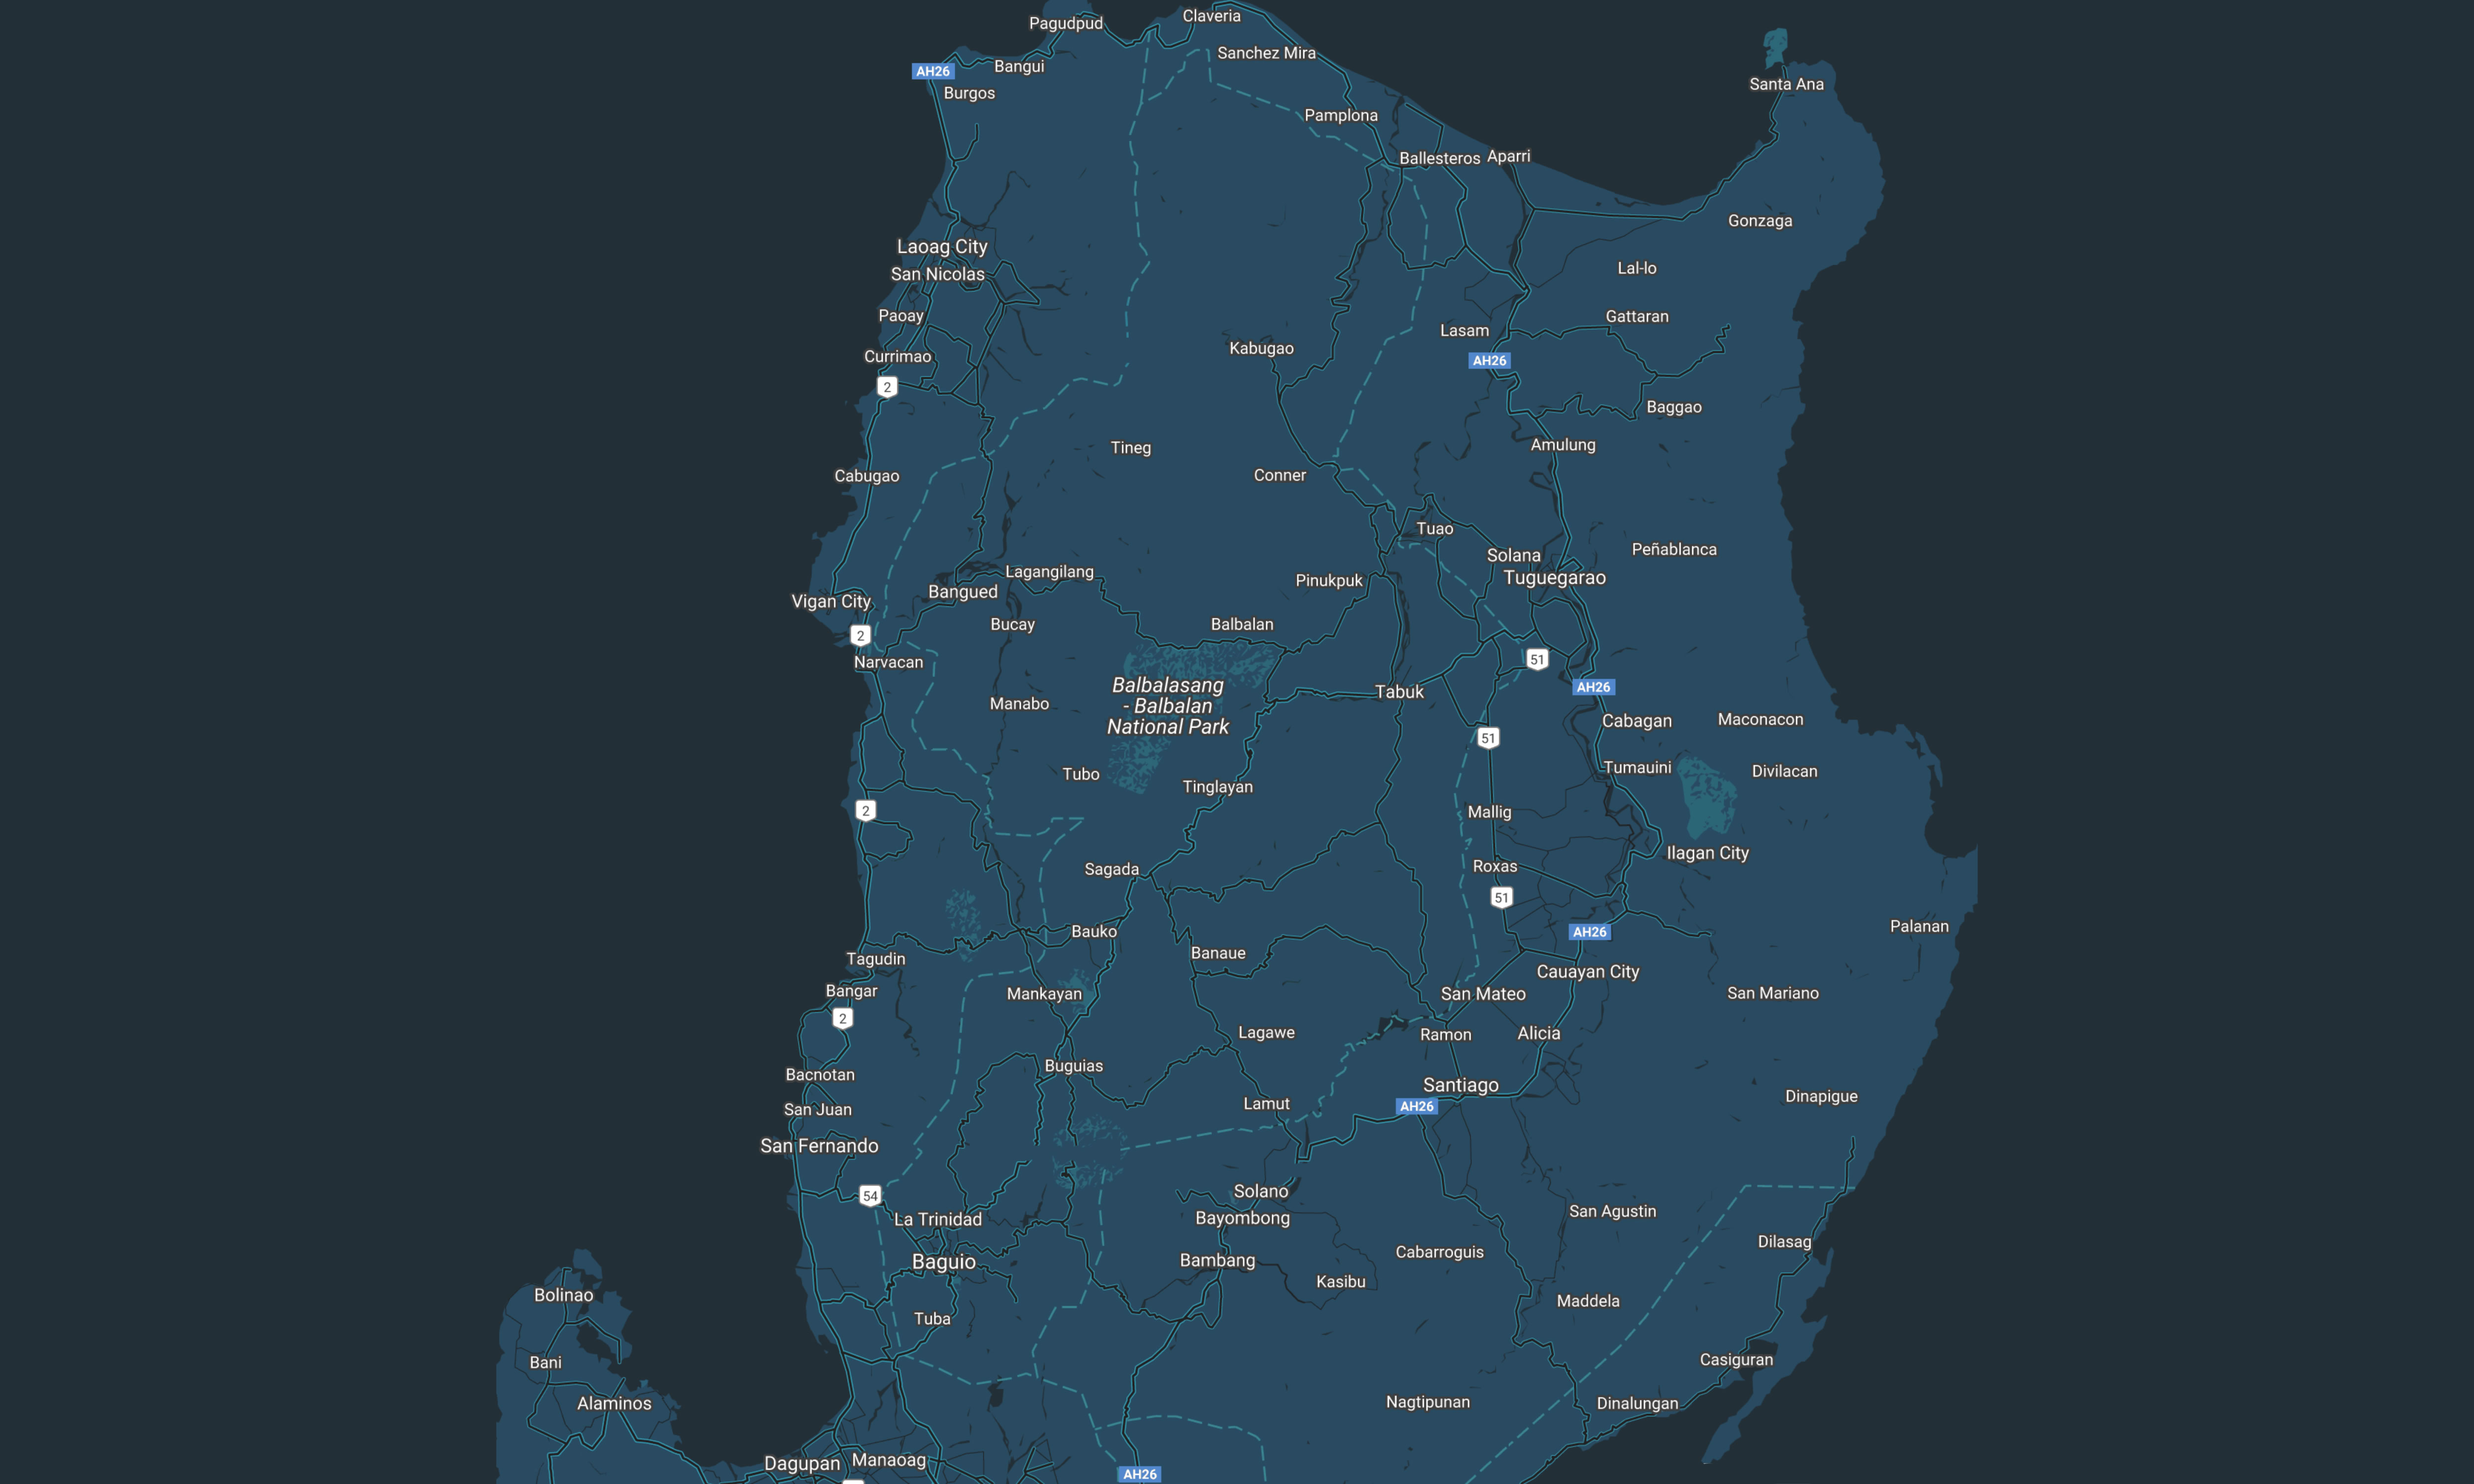 Pagudpud
Claveria
Sanchez Mira
AH26
Bangui
Burgos
Santa Ana
Pamplona
Ballesteros
Aparri
Gonzaga
Laoag City
San Nicolas
Lal-lo
Paoay
Gattaran
Lasam
Kabugao
Currimao
AH26
2
Baggao
Amulung
Tineg
Cabugao
Conner
Tuao
Peñablanca
Solana
Lagangilang
Pinukpuk
Tuguegarao
Bangued
Vigan City
Bucay
Balbalan
2
Narvacan
51
Balbalasang
- Balbalan
National Park
Tabuk
AH26
Manabo
Cabagan
Maconacon
51
Tubo
Tumauini
Divilacan
Tinglayan
2
Mallig
Ilagan City
Sagada
Roxas
51
Palanan
Bauko
AH26
Banaue
Tagudin
Cauayan City
Bangar
Mankayan
San Mateo
San Mariano
2
Lagawe
Ramon
Alicia
Buguias
Bacnotan
Santiago
Dinapigue
San Juan
Lamut
AH26
San Fernando
54
Solano
La Trinidad
Bayombong
San Agustin
Dilasag
Cabarroguis
Baguio
Bambang
Kasibu
Bolinao
Maddela
Tuba
Bani
Casiguran
Alaminos
Nagtipunan
Dinalungan
Dagupan
Manaoag
AH26